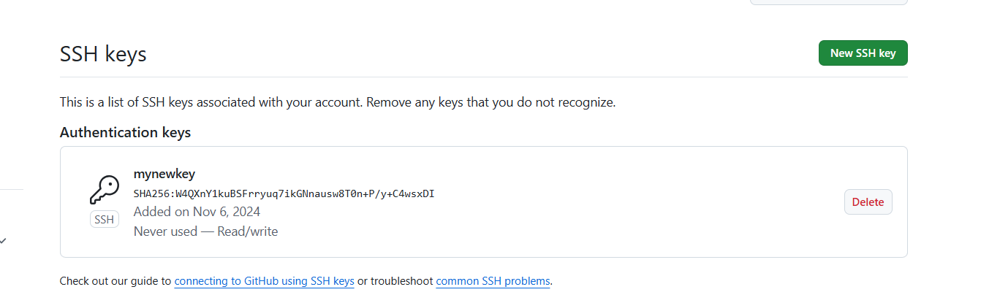 SSH keys
New SSH key
This is a list of SSH keys associated with your account. Remove any keys that you do not recognize.
Authentication keys
mynewkey
SHA256:W4QXnY1kuBSFrryuq7ikGNnausw8T0n+P/y+C4wsxDI
Added on Nov 6, 2024
Never used — Read/write
SSH
Delete
Check out our guide to connecting to GitHub using SSH keys or troubleshoot common SSH problems.